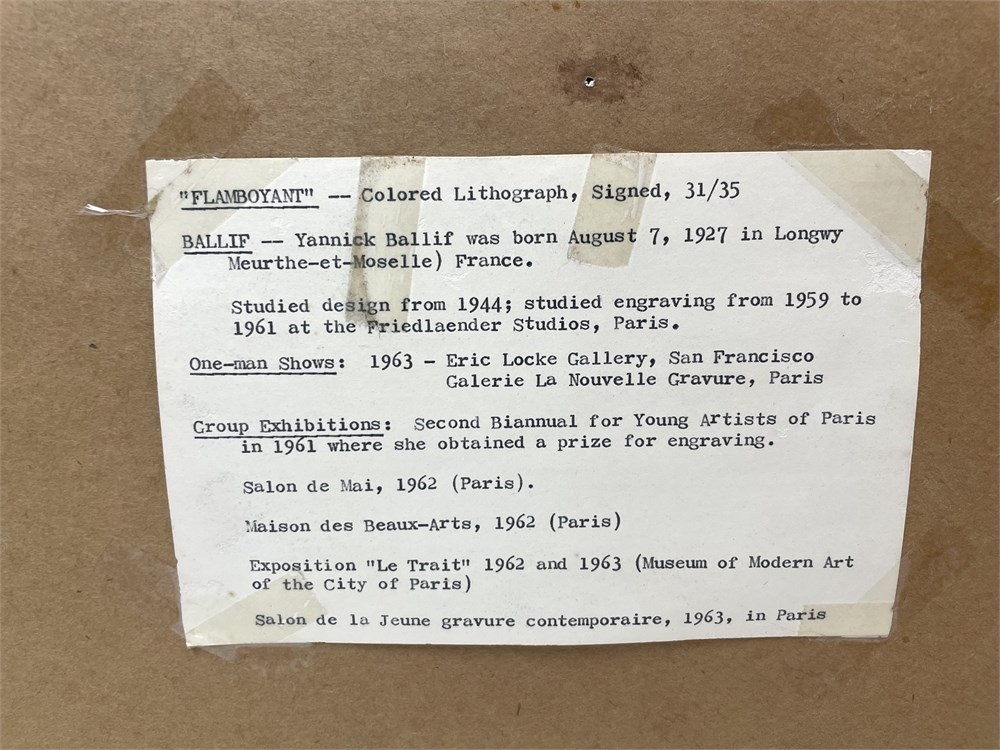 "FLAMBOYANT" -- Colored Lithograph, Signed, 31/35
BALLIF -- Yannick Ballif was born August 7, 1927 in Longwy
Meurthe-et-Moselle) France.
Studied design from 1944; studied engraving from 1959 to
1961 at the Friedlaender Studios, Paris.
One-man Shows: 1963 - Eric Locke Gallery, San Francisco
Galerie La Nouvelle Gravure, Paris
Group Exhibitions: Second Biannual for Young Artists of Paris
in 1961 where she obtained a prize for engraving.
Salon de Mai, 1962 (Paris).
Maison des Beaux-Arts, 1962 (Paris)
Exposition "Le Trait" 1962 and 1963 (Museum of Modern Art
of the City of Paris)
Salon de la Jeune gravure contemporaire, 1963, in Paris